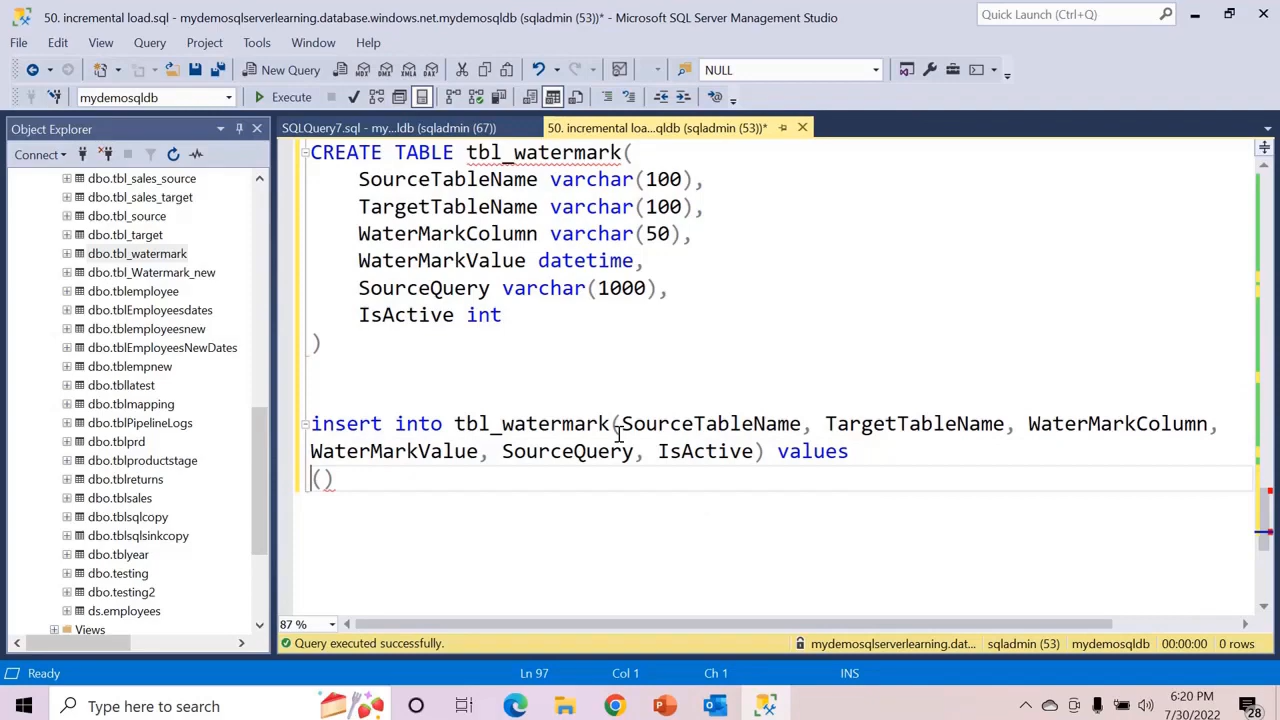 50. incremental load.sql - mydemosqlserverlearning.database.windows.net.mydemosqldb (sqladmin (53))* - Microsoft SQL Server Management Studio
Quick Launch (Ctrl+Q)
File Edit View Query Project Tools Window Help
New Query
MDX DMX XMLA DAX
NULL
mydemosqldb
Execute
Object Explorer
SQLQuery7.sql - my...ldb (sqladmin (67))
50. incremental loa...qldb (sqladmin (53))*
Connect
dbo.tbl_sales_source
dbo.tbl_sales_target
dbo.tbl_source
dbo.tbl_target
dbo.tbl_watermark
dbo.tbl_Watermark_new
dbo.tblemployee
dbo.tblEmployeesdates
dbo.tblemployeesnew
dbo.tblEmployeesNewDates
dbo.tblempnew
dbo.tbllatest
dbo.tblmapping
dbo.tblPipelineLogs
dbo.tblprd
dbo.tblproductstage
dbo.tblreturns
dbo.tblsales
dbo.tblsqlcopy
dbo.tblsqlsinkcopy
dbo.tblyear
dbo.testing
dbo.testing2
ds.employees
Views
CREATE TABLE tbl_watermark(
SourceTableName varchar(100),
TargetTableName varchar(100),
WaterMarkColumn varchar(50),
WaterMarkValue datetime,
SourceQuery varchar(1000),
IsActive int
)
insert into tbl_watermark(SourceTableName, TargetTableName, WaterMarkColumn,
WaterMarkValue, SourceQuery, IsActive) values
()
87 %
Query executed successfully.
mydemosqlserverlearning.dat... sqladmin (53) mydemosqldb 00:00:00 0 rows
Ready
Ln 97 Col 1 Ch 1 INS
Type here to search
6:20 PM
7/30/2022
28